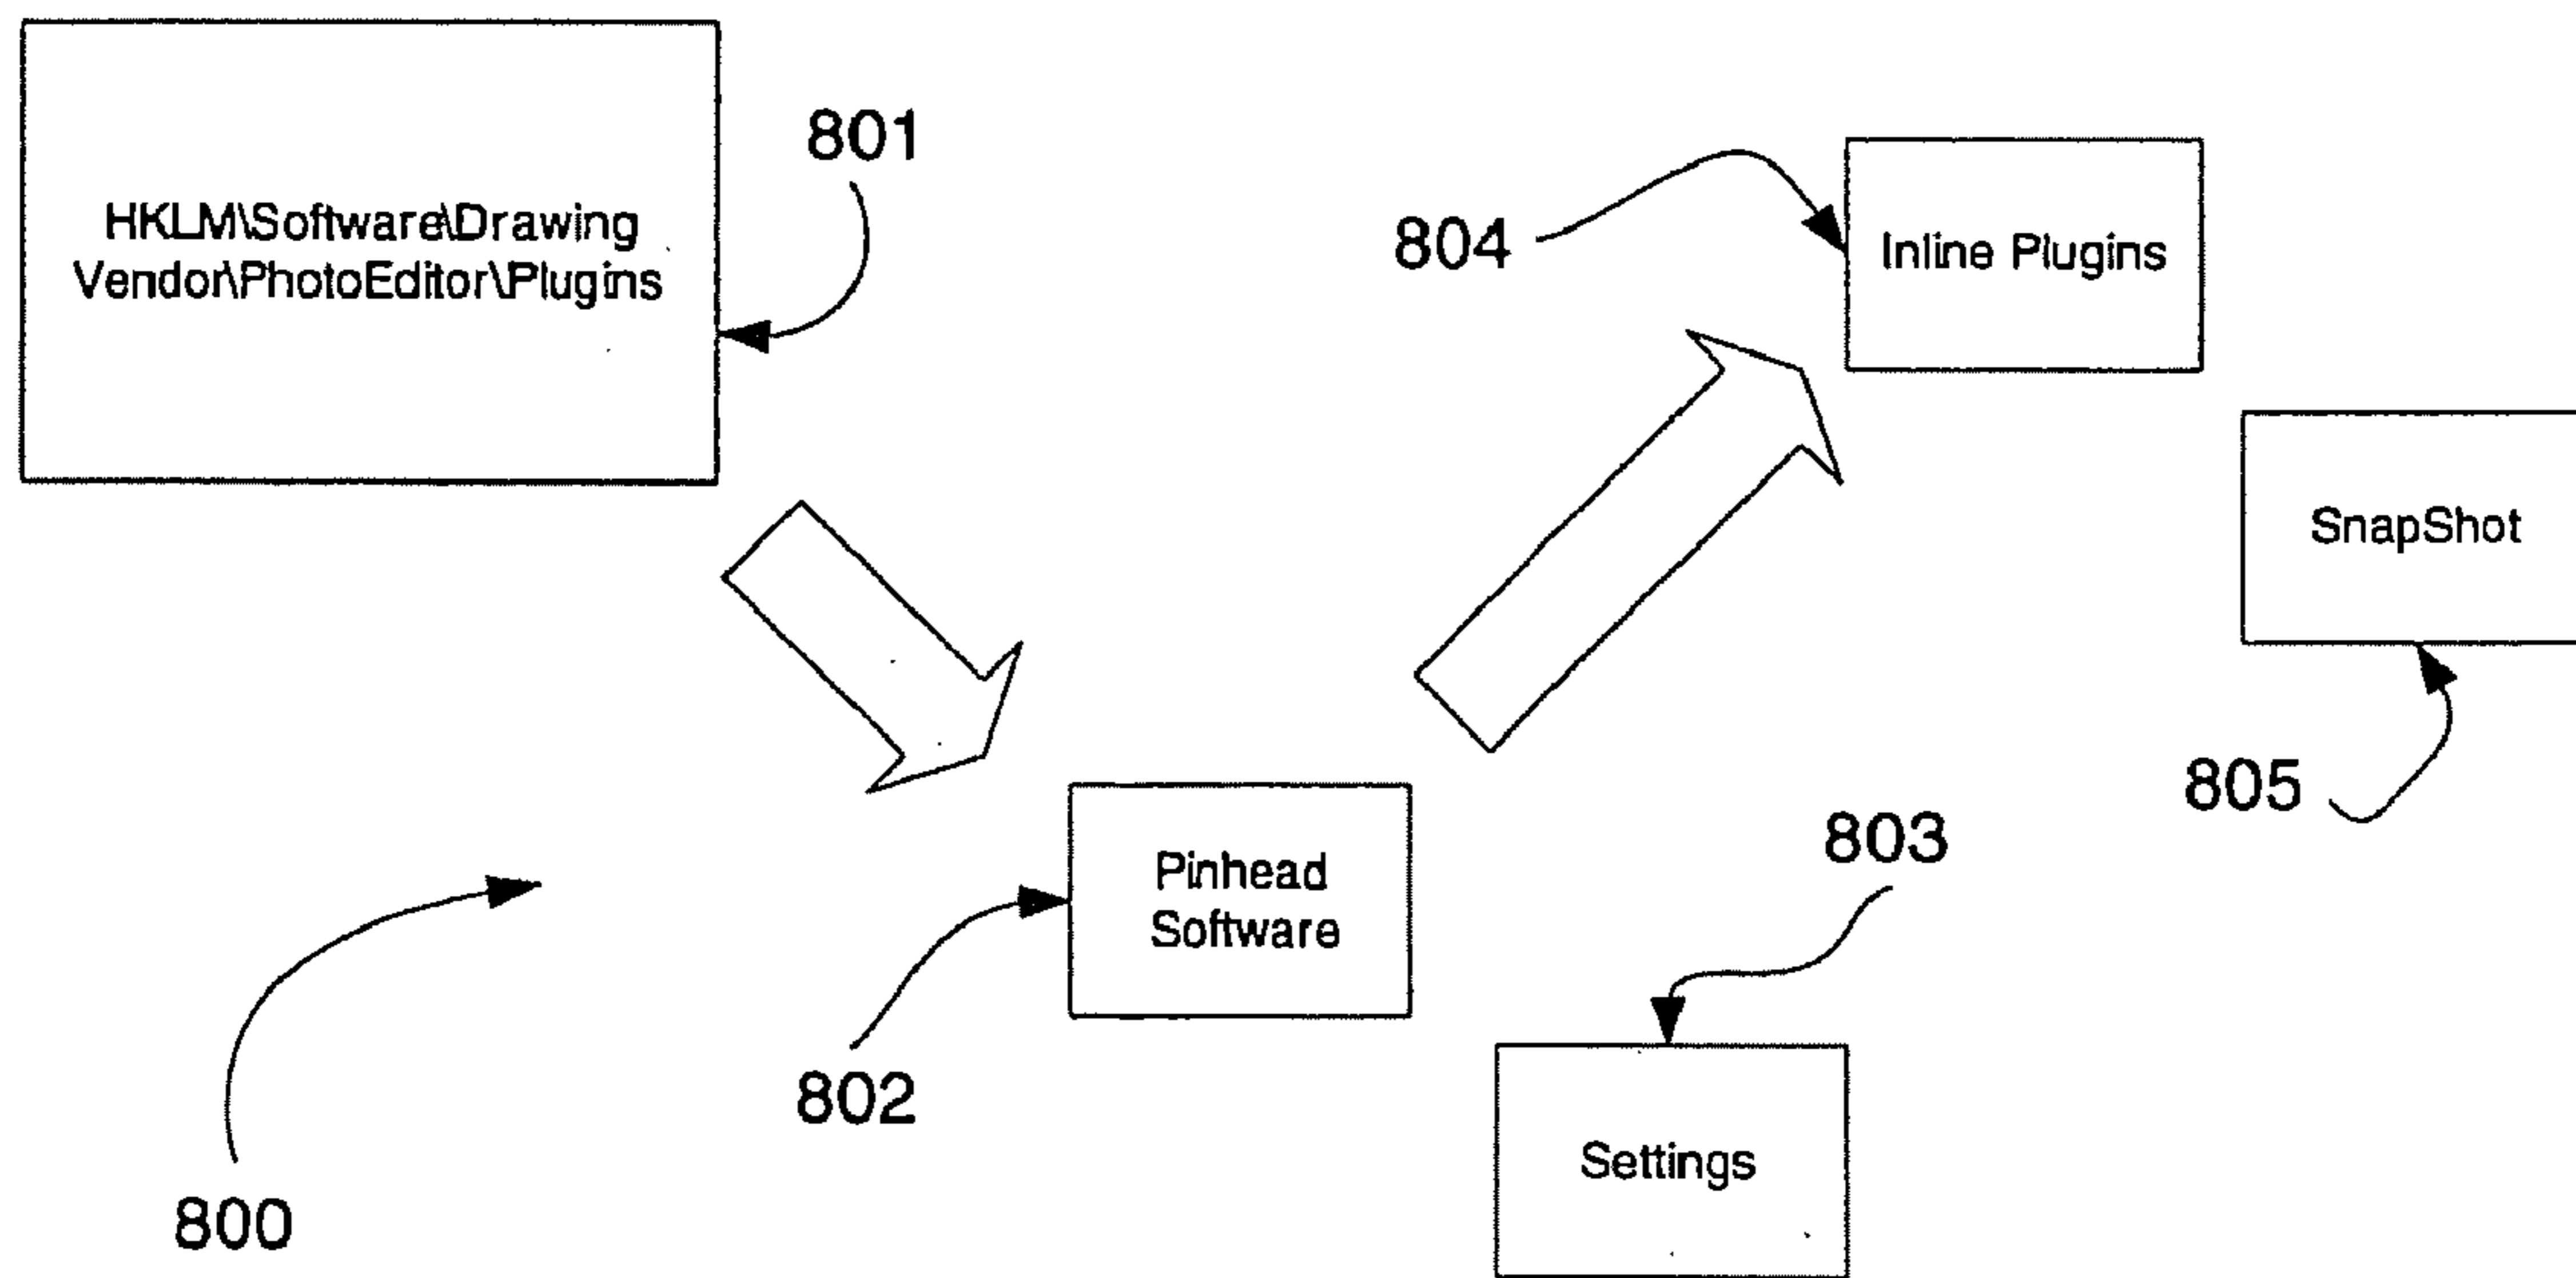 801
HKLM\Software\Drawing
Vendor\PhotoEditor\Plugins
804
Inline Plugins
SnapShot
805
803
Pinhead
Software
802
Settings
800